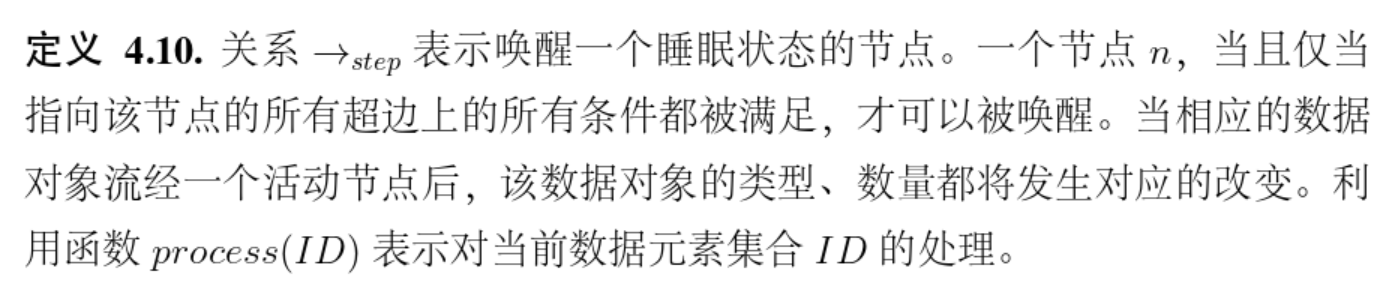 定义 4.10. 关系 →step 表示唤醒一个睡眠状态的节点。一个节点 n，当且仅当
指向该节点的所有超边上的所有条件都被满足，才可以被唤醒。当相应的数据
对象流经一个活动节点后，该数据对象的类型、数量都将发生对应的改变。利
用函数 process(ID) 表示对当前数据元素集合 ID 的处理。